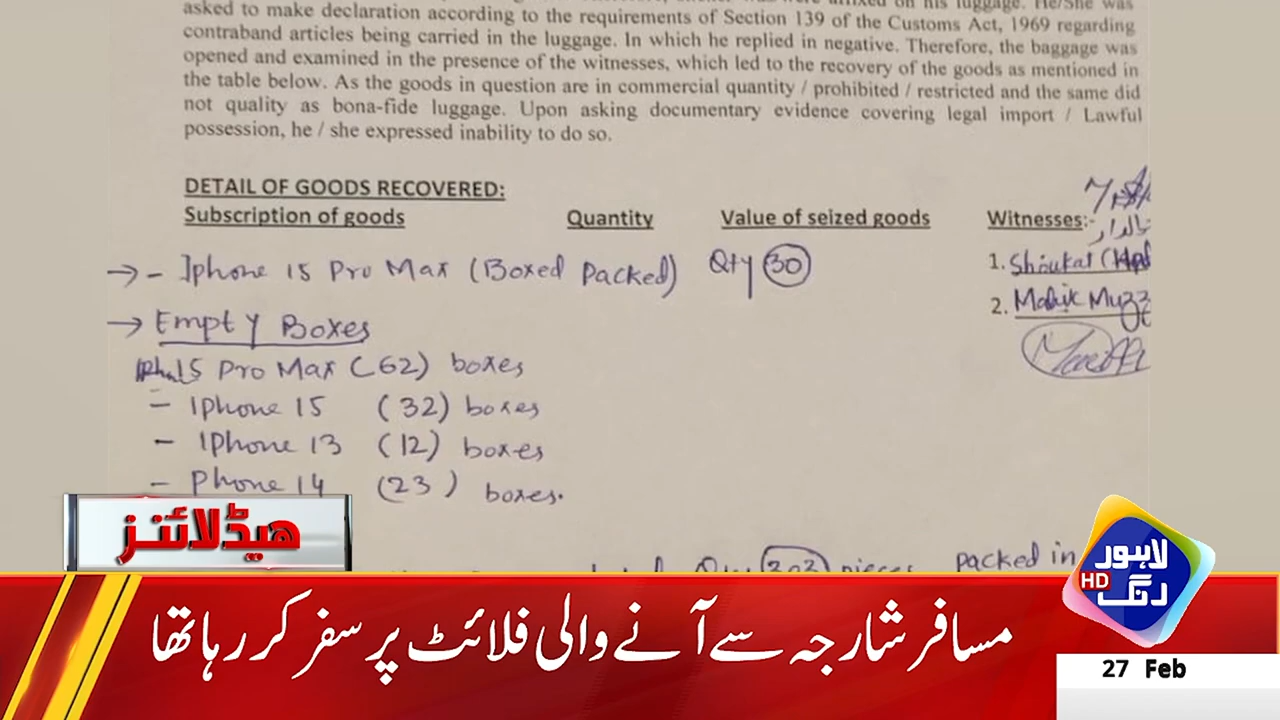 asked to make declaration according to the requirements of Section 139 of the Customs Act, 1969 regarding
contraband articles being carried in the luggage. In which he replied in negative. Therefore, the baggage was
opened and examined in the presence of the witnesses, which led to the recovery of the goods as mentioned in
the table below. As the goods in question are in commercial quantity / prohibited / restricted and the same did
not quality as bona-fide luggage. Upon asking documentary evidence covering legal import / Lawful
possession, he / she expressed inability to do so.
DETAIL OF GOODS RECOVERED:
Subscription of goods Quantity Value of seized goods Witnesses:-
→ - Iphone 15 Pro Max (Boxed Packed) Qty 30
1. Shoukat
2. Malik
→ Empty Boxes
15 Pro Max (62) boxes
- Iphone 15 (32) boxes
- Iphone 13 (12) boxes
- Phone 14 (23) boxes.
packed in
ہیڈلائنز
لاہور
رنگ
HD
مسافر شارجہ سے آنے والی فلائٹ پر سفر کر رہا تھا
27 Feb